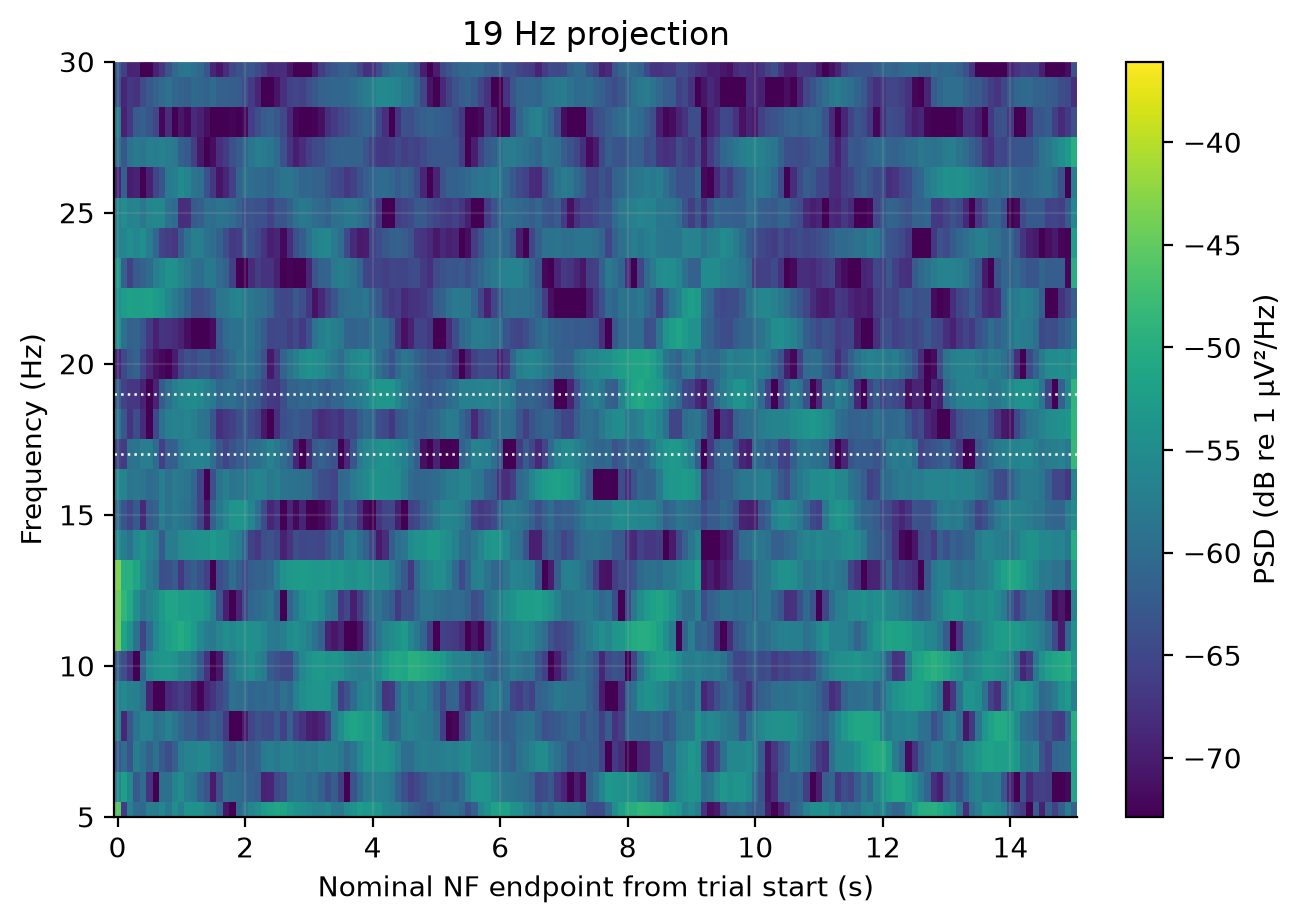 19 Hz projection
30
25
20
15
10
5
Frequency (Hz)
0 2 4 6 8 10 12 14
Nominal NF endpoint from trial start (s)
−40
−45
−50
−55
−60
−65
−70
PSD (dB re 1 µV²/Hz)